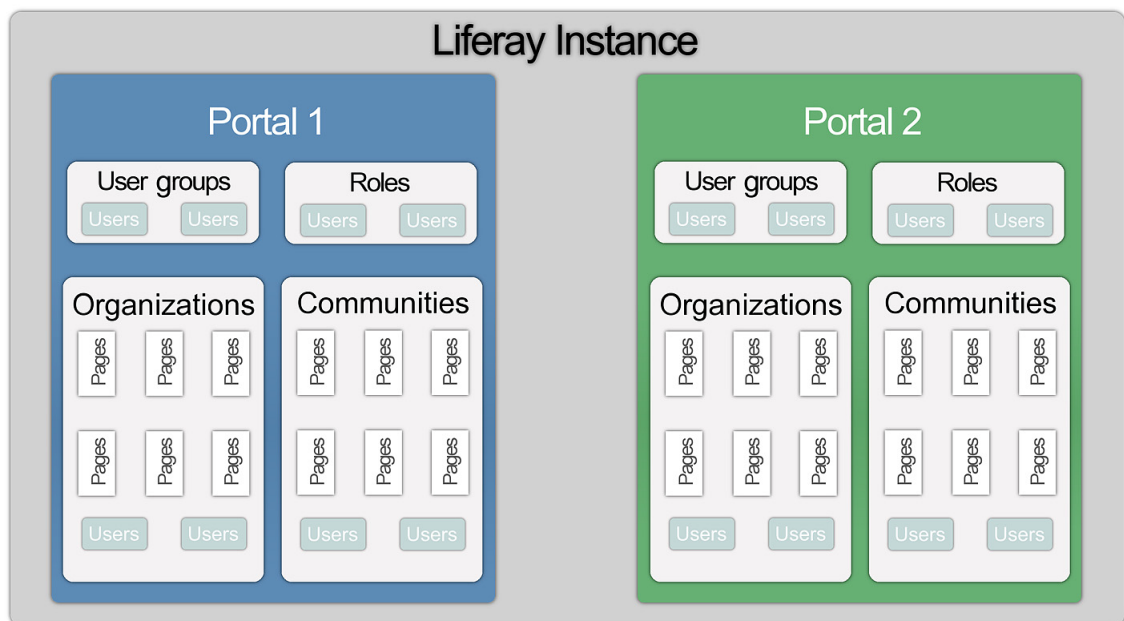 Liferay Instance
Portal 1
User groups
Users Users
Roles
Users Users
Organizations
Pages Pages Pages
Pages Pages Pages
Users Users
Communities
Pages Pages Pages
Pages Pages Pages
Users Users
Portal 2
User groups
Users Users
Roles
Users Users
Organizations
Pages Pages Pages
Pages Pages Pages
Users Users
Communities
Pages Pages Pages
Pages Pages Pages
Users Users